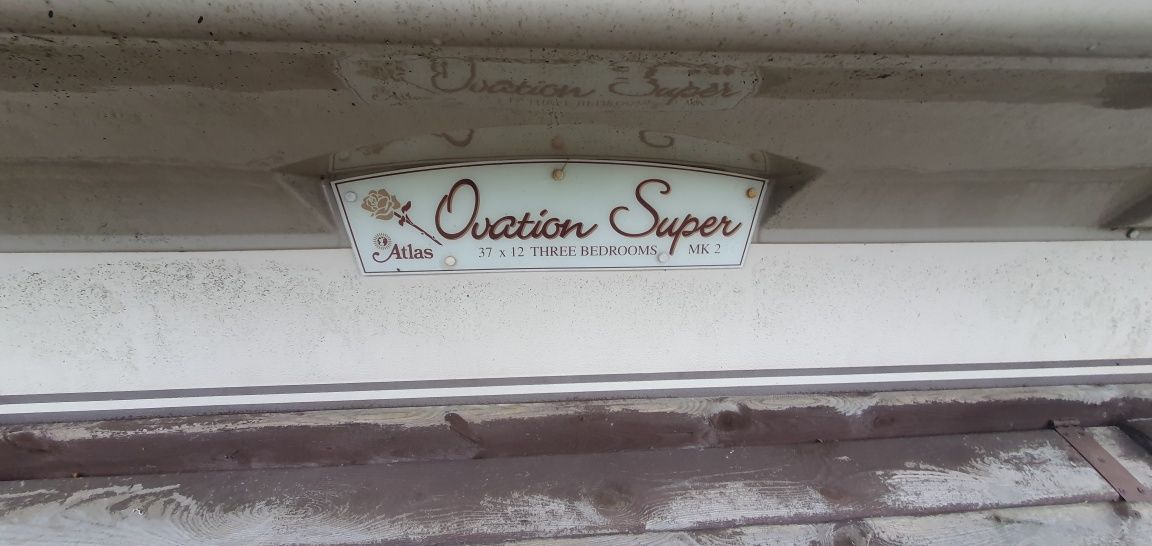 Ovation Super
Atlas
37 x 12 THREE BEDROOMS MK 2